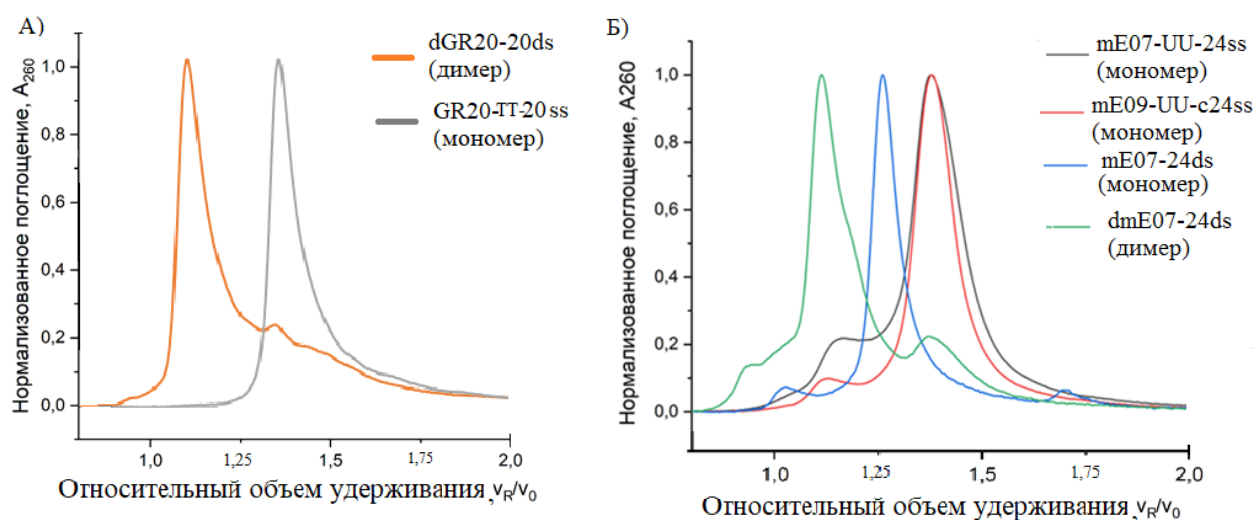 А)
Нормализованное поглощение, A260
1,0
0,8
0,6
0,4
0,2
0,0
1,0
1,25
1,5
1,75
2,0
Относительный объем удерживания,vR/v0
dGR20-20ds
(димер)
GR20-TT-20ss
(мономер)
Б)
Нормализованное поглощение, A260
1,0
0,8
0,6
0,4
0,2
0,0
1,0
1,25
1,5
1,75
2,0
Относительный объем удерживания,vR/v0
mE07-UU-24ss
(мономер)
mE09-UU-c24ss
(мономер)
mE07-24ds
(мономер)
dmE07-24ds
(димер)